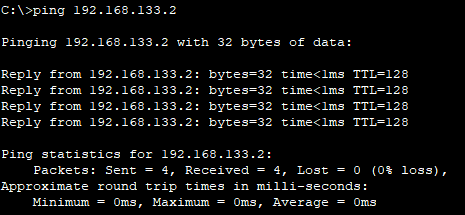 C:\>ping 192.168.133.2
Pinging 192.168.133.2 with 32 bytes of data:
Reply from 192.168.133.2: bytes=32 time<1ms TTL=128
Reply from 192.168.133.2: bytes=32 time<1ms TTL=128
Reply from 192.168.133.2: bytes=32 time<1ms TTL=128
Reply from 192.168.133.2: bytes=32 time<1ms TTL=128
Ping statistics for 192.168.133.2:
    Packets: Sent = 4, Received = 4, Lost = 0 (0% loss),
Approximate round trip times in milli-seconds:
    Minimum = 0ms, Maximum = 0ms, Average = 0ms